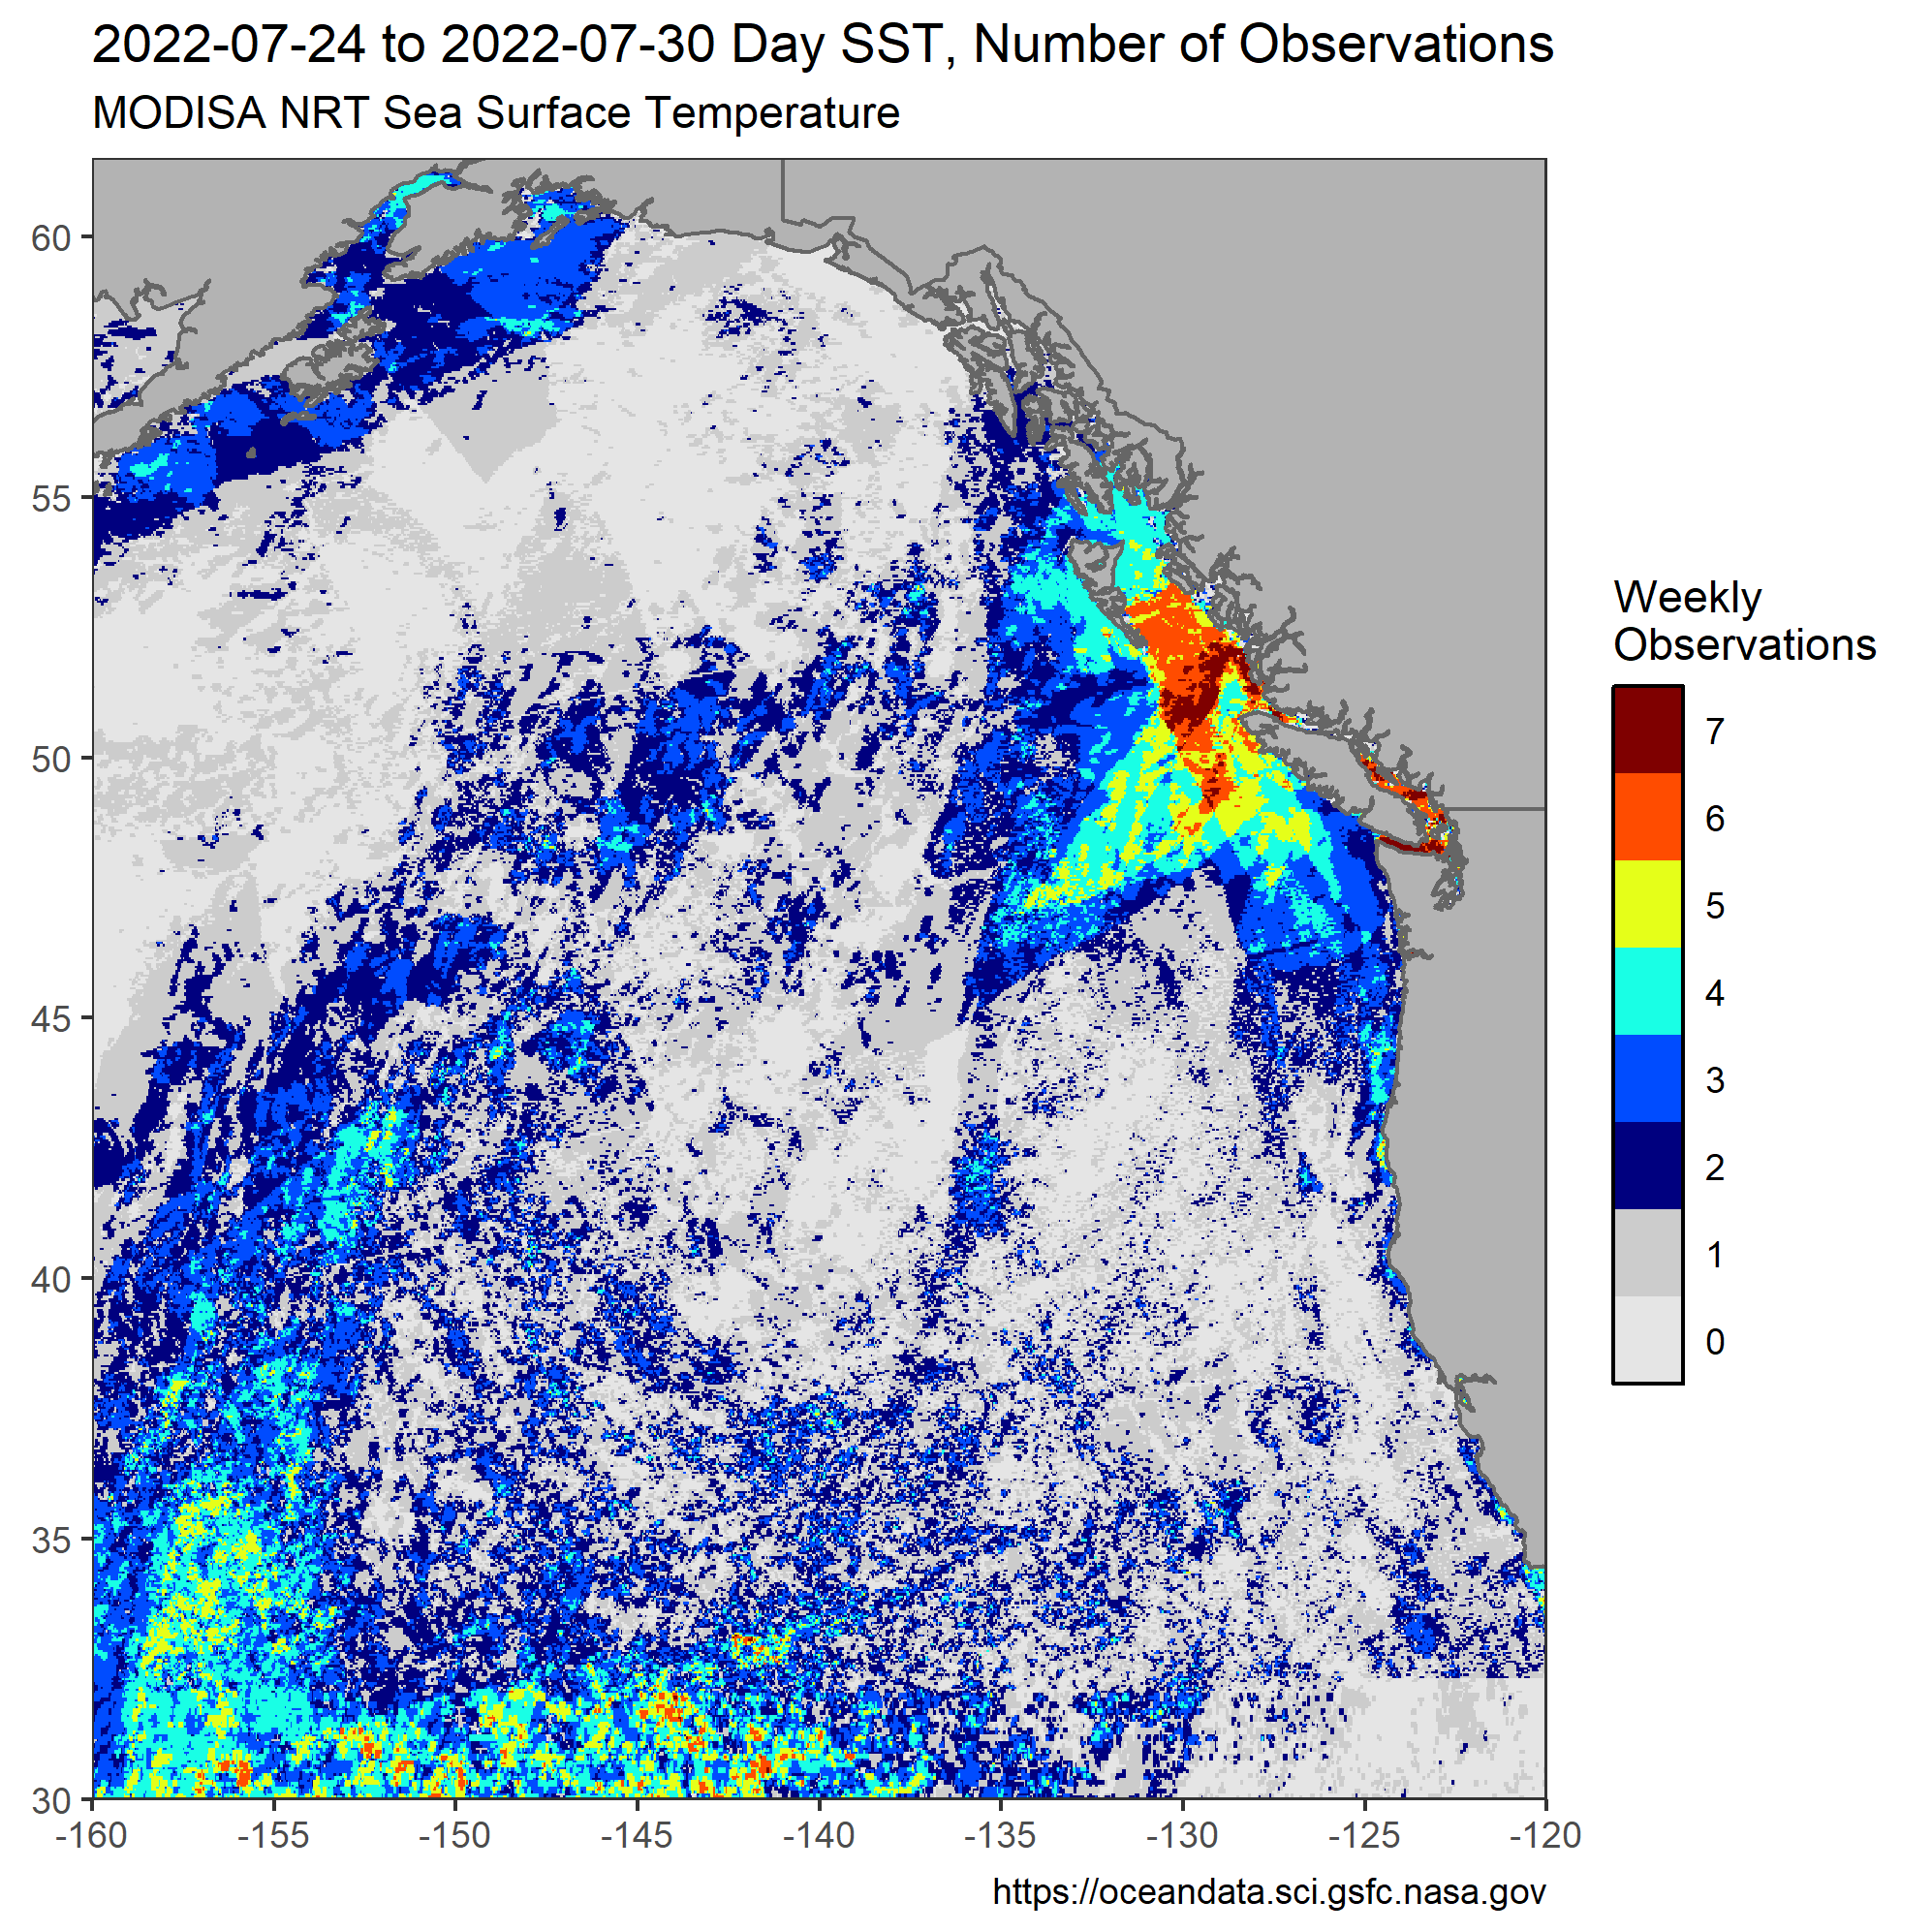 2022-07-24 to 2022-07-30 Day SST, Number of Observations
MODISA NRT Sea Surface Temperature
60
55
50
45
40
35
30
-160 -155 -150 -145 -140 -135 -130 -125 -120
Weekly
Observations
7
6
5
4
3
2
1
0
https://oceandata.sci.gsfc.nasa.gov